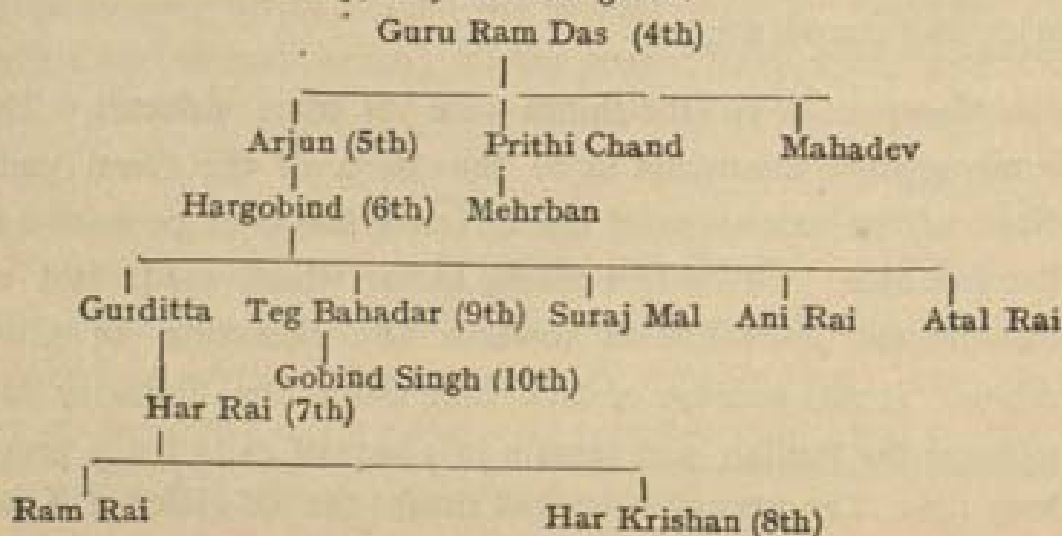 Guru Ram Das (4th)
Arjun (5th) Prithi Chand Mahadev
Hargobind (6th) Mehrban
Gurditta Teg Bahadar (9th) Suraj Mal Ani Rai Atal Rai
Gobind Singh (10th)
Har Rai (7th)
Ram Rai
Har Krishan (8th)